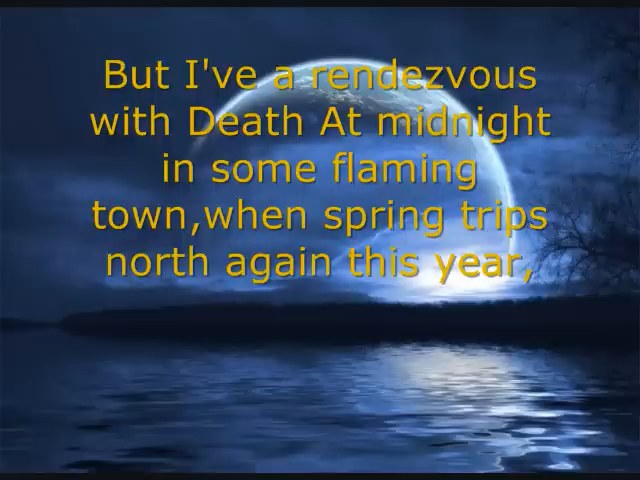 But I've a rendezvous
with Death At midnight
in some flaming
town,when spring trips
north again this year,